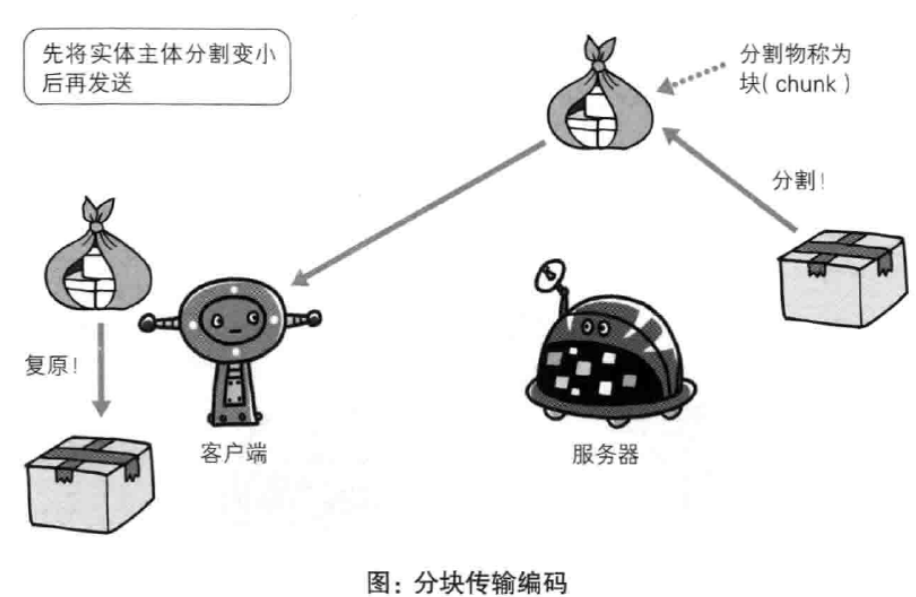 先将实体主体分割变小
后再发送
分割物称为
块( chunk )
分割!
复原!
客户端
服务器
图: 分块传输编码